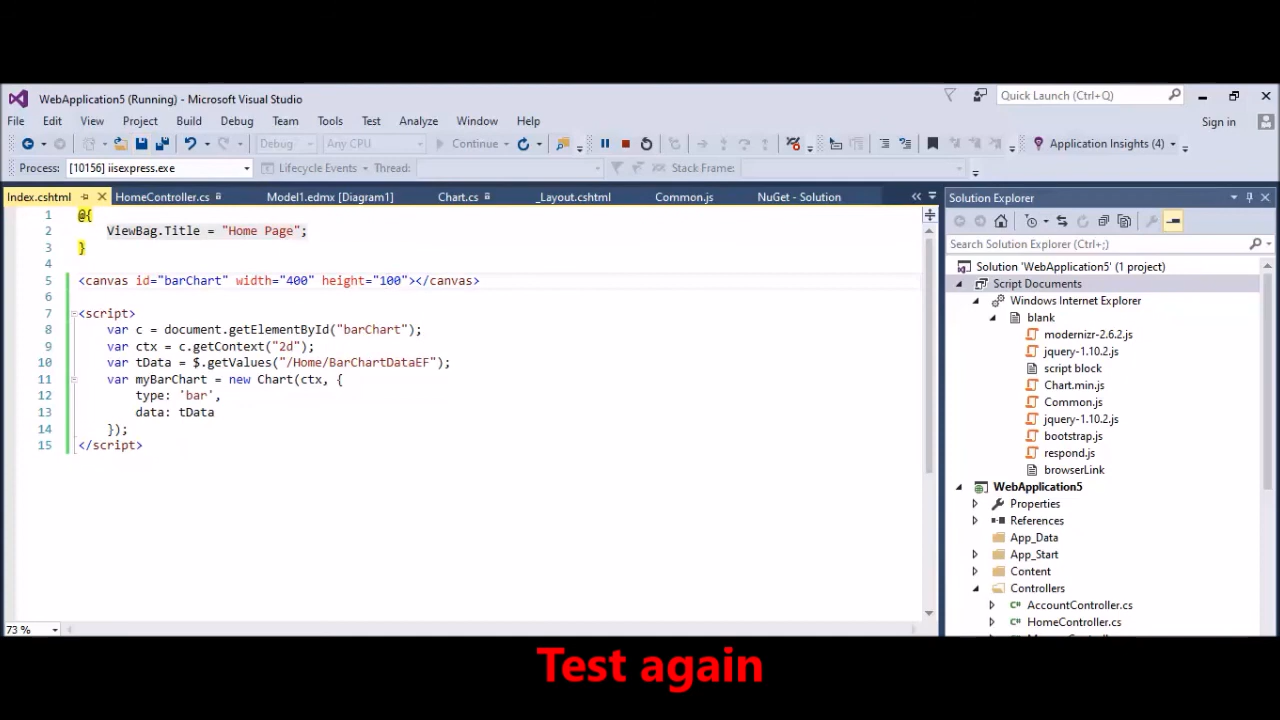 WebApplication5 (Running) - Microsoft Visual Studio
Quick Launch (Ctrl+Q)
File Edit View Project Build Debug Team Tools Test Analyze Window Help
Sign in
Debug Any CPU Continue Application Insights (4)
Process: [10156] iisexpress.exe Lifecycle Events Thread: Stack Frame:
Index.cshtml HomeController.cs Model1.edmx [Diagram1] Chart.cs _Layout.cshtml Common.js NuGet - Solution
1 @{
2 ViewBag.Title = "Home Page";
3 }
4
5 <canvas id="barChart" width="400" height="100"></canvas>
6
7 <script>
8 var c = document.getElementById("barChart");
9 var ctx = c.getContext("2d");
10 var tData = $.getValues("/Home/BarChartDataEF");
11 var myBarChart = new Chart(ctx, {
12 type: 'bar',
13 data: tData
14 });
15 </script>
73 %
Solution Explorer
Search Solution Explorer (Ctrl+;)
Solution 'WebApplication5' (1 project)
Script Documents
Windows Internet Explorer
blank
modernizr-2.6.2.js
jquery-1.10.2.js
script block
Chart.min.js
Common.js
jquery-1.10.2.js
bootstrap.js
respond.js
browserLink
WebApplication5
Properties
References
App_Data
App_Start
Content
Controllers
AccountController.cs
HomeController.cs
Test again